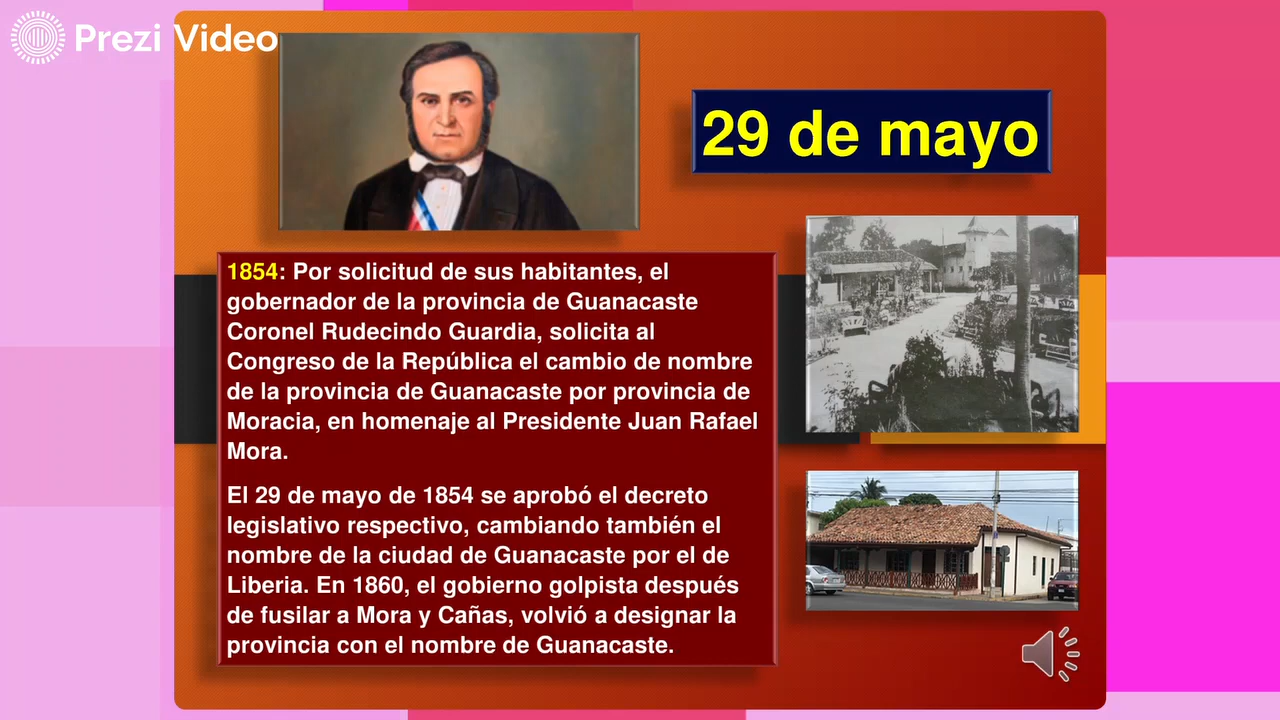 Prezi Video
29 de mayo
1854: Por solicitud de sus habitantes, el
gobernador de la provincia de Guanacaste
Coronel Rudecindo Guardia, solicita al
Congreso de la República el cambio de nombre
de la provincia de Guanacaste por provincia de
Moracia, en homenaje al Presidente Juan Rafael
Mora.
El 29 de mayo de 1854 se aprobó el decreto
legislativo respectivo, cambiando también el
nombre de la ciudad de Guanacaste por el de
Liberia. En 1860, el gobierno golpista después
de fusilar a Mora y Cañas, volvió a designar la
provincia con el nombre de Guanacaste.